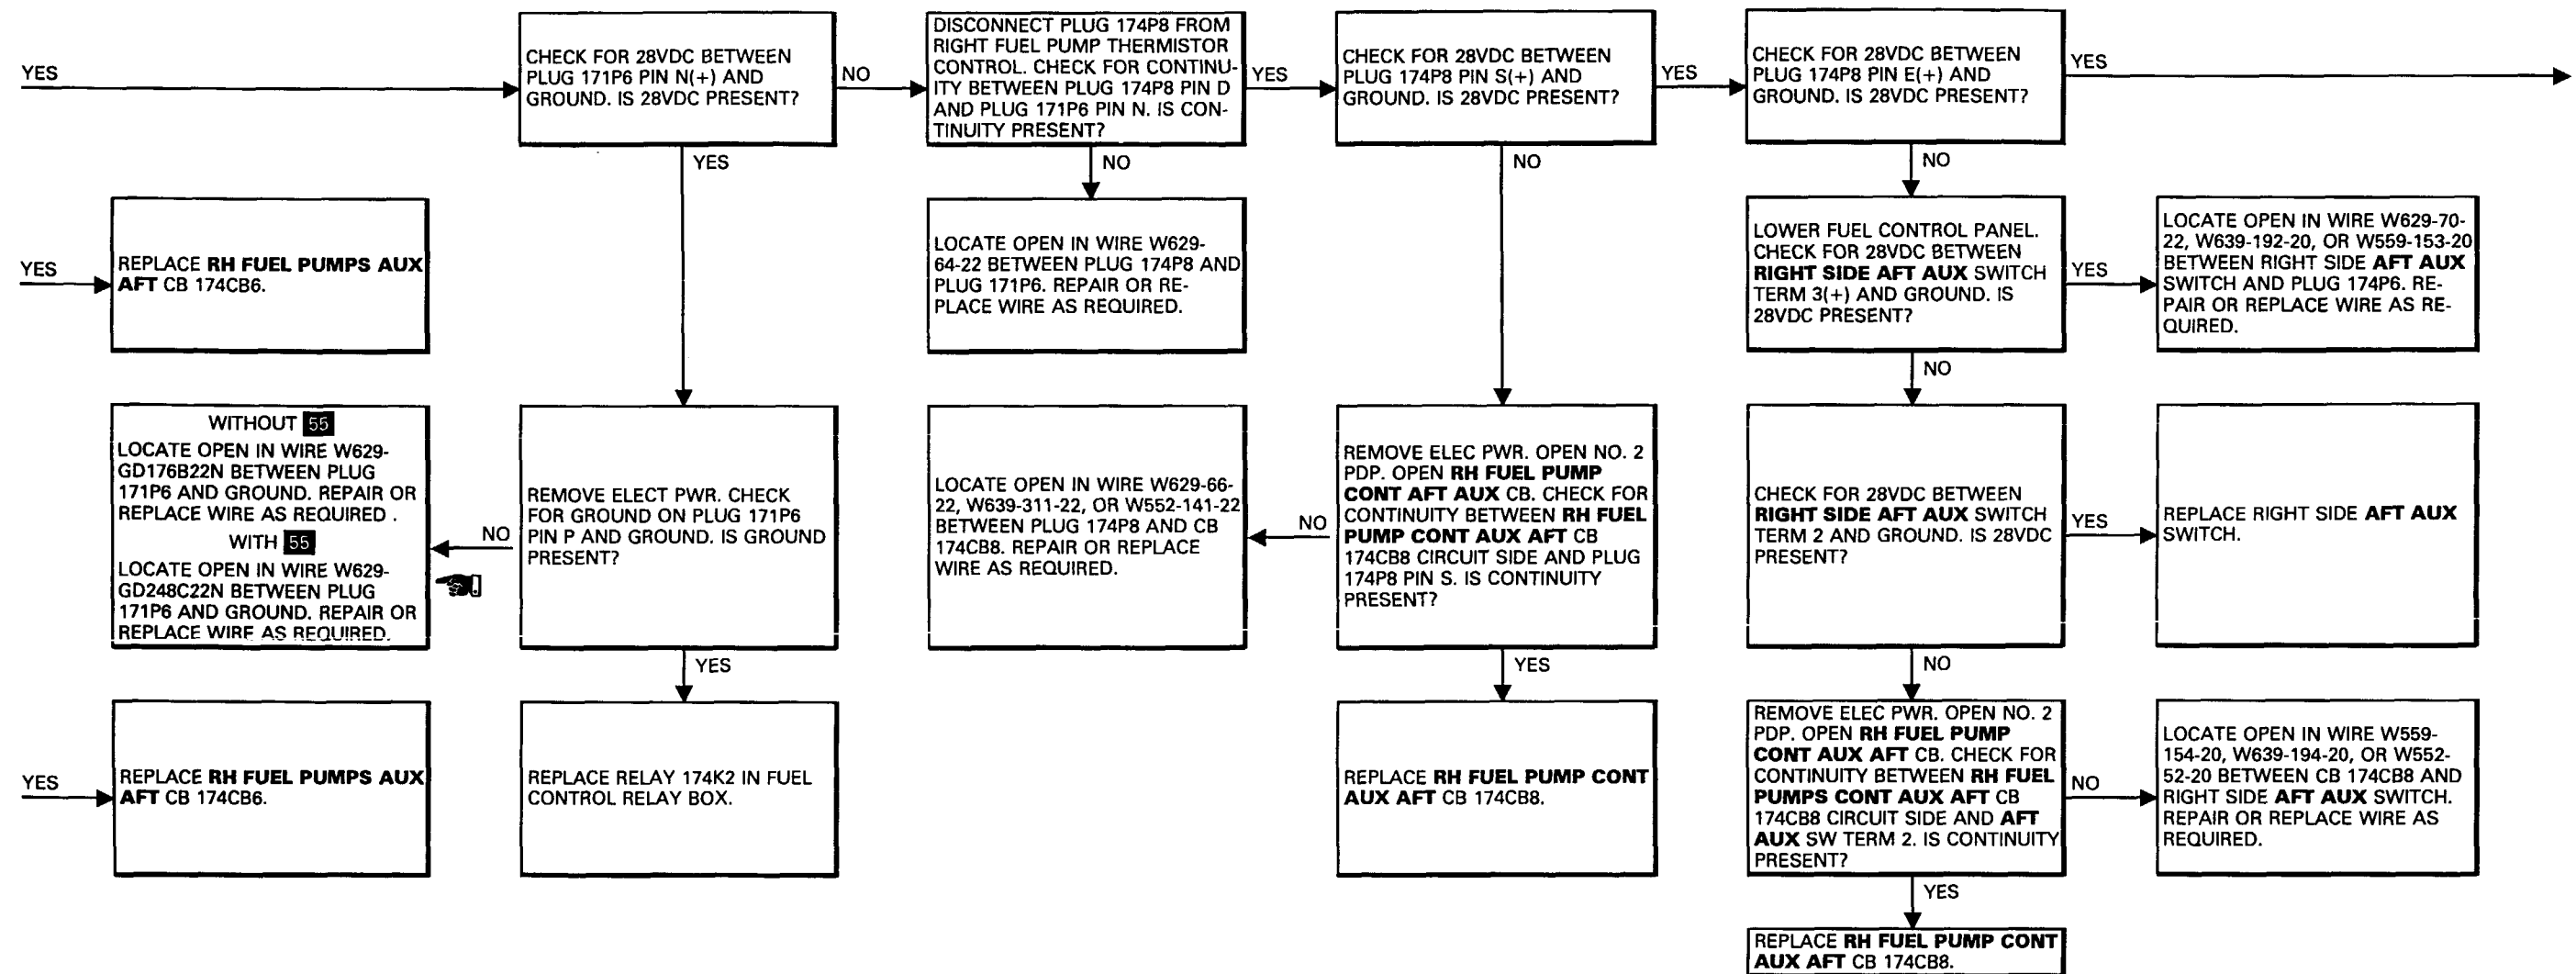 YES
CHECK FOR 28VDC BETWEEN
PLUG 171P6 PIN N(+) AND
GROUND. IS 28VDC PRESENT?
NO
DISCONNECT PLUG 174P8 FROM
RIGHT FUEL PUMP THERMISTOR
CONTROL. CHECK FOR CONTINU-
ITY BETWEEN PLUG 174P8 PIN D
AND PLUG 171P6 PIN N. IS CON-
TINUITY PRESENT?
YES
CHECK FOR 28VDC BETWEEN
PLUG 174P8 PIN S(+) AND
GROUND. IS 28VDC PRESENT?
YES
CHECK FOR 28VDC BETWEEN
PLUG 174P8 PIN E(+) AND
GROUND. IS 28VDC PRESENT?
YES
YES
NO
NO
NO
YES
REPLACE RH FUEL PUMPS AUX
AFT CB 174CB6.
LOCATE OPEN IN WIRE W629-
64-22 BETWEEN PLUG 174P8 AND
PLUG 171P6. REPAIR OR RE-
PLACE WIRE AS REQUIRED.
LOWER FUEL CONTROL PANEL.
CHECK FOR 28VDC BETWEEN
RIGHT SIDE AFT AUX SWITCH
TERM 3(+) AND GROUND. IS
28VDC PRESENT?
YES
LOCATE OPEN IN WIRE W629-70-
22, W639-192-20, OR W559-153-20
BETWEEN RIGHT SIDE AFT AUX
SWITCH AND PLUG 174P6. RE-
PAIR OR REPLACE WIRE AS RE-
QUIRED.
NO
WITHOUT 55
LOCATE OPEN IN WIRE W629-
GD176B22N BETWEEN PLUG
171P6 AND GROUND. REPAIR OR
REPLACE WIRE AS REQUIRED .
WITH 55
LOCATE OPEN IN WIRE W629-
GD248C22N BETWEEN PLUG
171P6 AND GROUND. REPAIR OR
REPLACE WIRE AS REQUIRED.
NO
REMOVE ELECT PWR. CHECK
FOR GROUND ON PLUG 171P6
PIN P AND GROUND. IS GROUND
PRESENT?
LOCATE OPEN IN WIRE W629-66-
22, W639-311-22, OR W552-141-22
BETWEEN PLUG 174P8 AND CB
174CB8. REPAIR OR REPLACE
WIRE AS REQUIRED.
NO
REMOVE ELEC PWR. OPEN NO. 2
PDP. OPEN RH FUEL PUMP
CONT AFT AUX CB. CHECK FOR
CONTINUITY BETWEEN RH FUEL
PUMP CONT AUX AFT CB
174CB8 CIRCUIT SIDE AND PLUG
174P8 PIN S. IS CONTINUITY
PRESENT?
CHECK FOR 28VDC BETWEEN
RIGHT SIDE AFT AUX SWITCH
TERM 2 AND GROUND. IS 28VDC
PRESENT?
YES
REPLACE RIGHT SIDE AFT AUX
SWITCH.
YES
YES
NO
YES
REPLACE RH FUEL PUMPS AUX
AFT CB 174CB6.
REPLACE RELAY 174K2 IN FUEL
CONTROL RELAY BOX.
REPLACE RH FUEL PUMP CONT
AUX AFT CB 174CB8.
REMOVE ELEC PWR. OPEN NO. 2
PDP. OPEN RH FUEL PUMP
CONT AUX AFT CB. CHECK FOR
CONTINUITY BETWEEN RH FUEL
PUMPS CONT AUX AFT CB
174CB8 CIRCUIT SIDE AND AFT
AUX SW TERM 2. IS CONTINUITY
PRESENT?
NO
LOCATE OPEN IN WIRE W559-
154-20, W639-194-20, OR W552-
52-20 BETWEEN CB 174CB8 AND
RIGHT SIDE AFT AUX SWITCH.
REPAIR OR REPLACE WIRE AS
REQUIRED.
YES
REPLACE RH FUEL PUMP CONT
AUX AFT CB 174CB8.